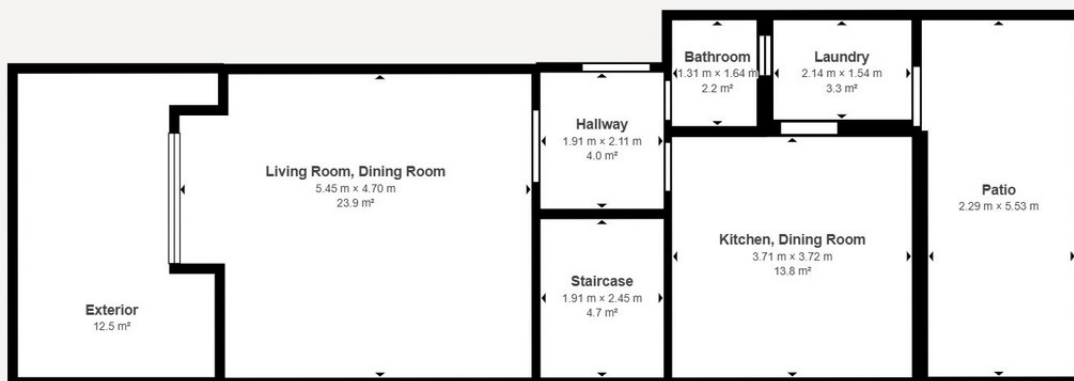 Bathroom
1.31 m × 1.64 m
2.2 m²
Laundry
2.14 m × 1.54 m
3.3 m²
Hallway
1.91 m × 2.11 m
4.0 m²
Living Room, Dining Room
5.45 m × 4.70 m
23.9 m²
Patio
2.29 m × 5.53 m
Kitchen, Dining Room
3.71 m × 3.72 m
13.8 m²
Staircase
1.91 m × 2.45 m
4.7 m²
Exterior
12.5 m²